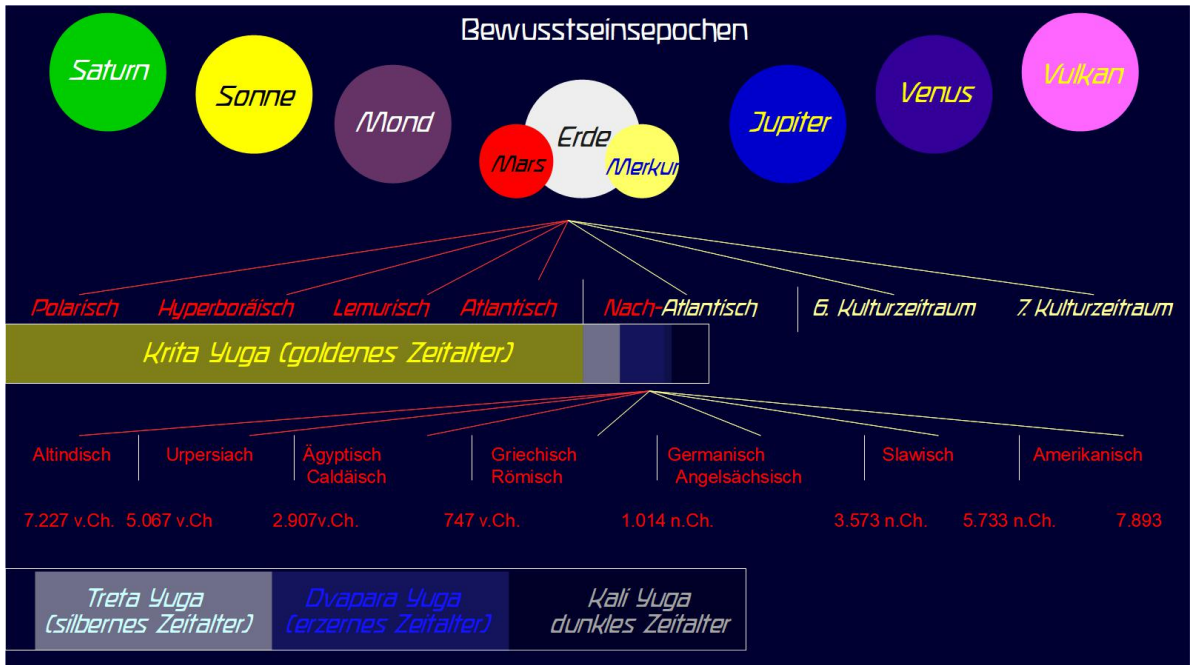 Bewusstseinsepochen
Saturn
Sonne
Mond
Mars
Erde
Merkur
Jupiter
Venus
Vulkan
Polarisch Hyperboräisch Lemurisch Atlantisch Nach-Atlantisch 6. Kulturzeitraum 7. Kulturzeitraum
Krita Yuga (goldenes Zeitalter)
Altindisch
Urpersiach
Ägyptisch
Caldäisch
Griechisch
Römisch
Germanisch
Angelsächsisch
Slawisch
Amerikanisch
7.227 v.Ch. 5.067 v.Ch 2.907v.Ch. 747 v.Ch. 1.014 n.Ch. 3.573 n.Ch. 5.733 n.Ch. 7.893
Treta Yuga
(silbernes Zeitalter)
Dvapara Yuga
(erzernes Zeitalter)
Kali Yuga
dunkles Zeitalter